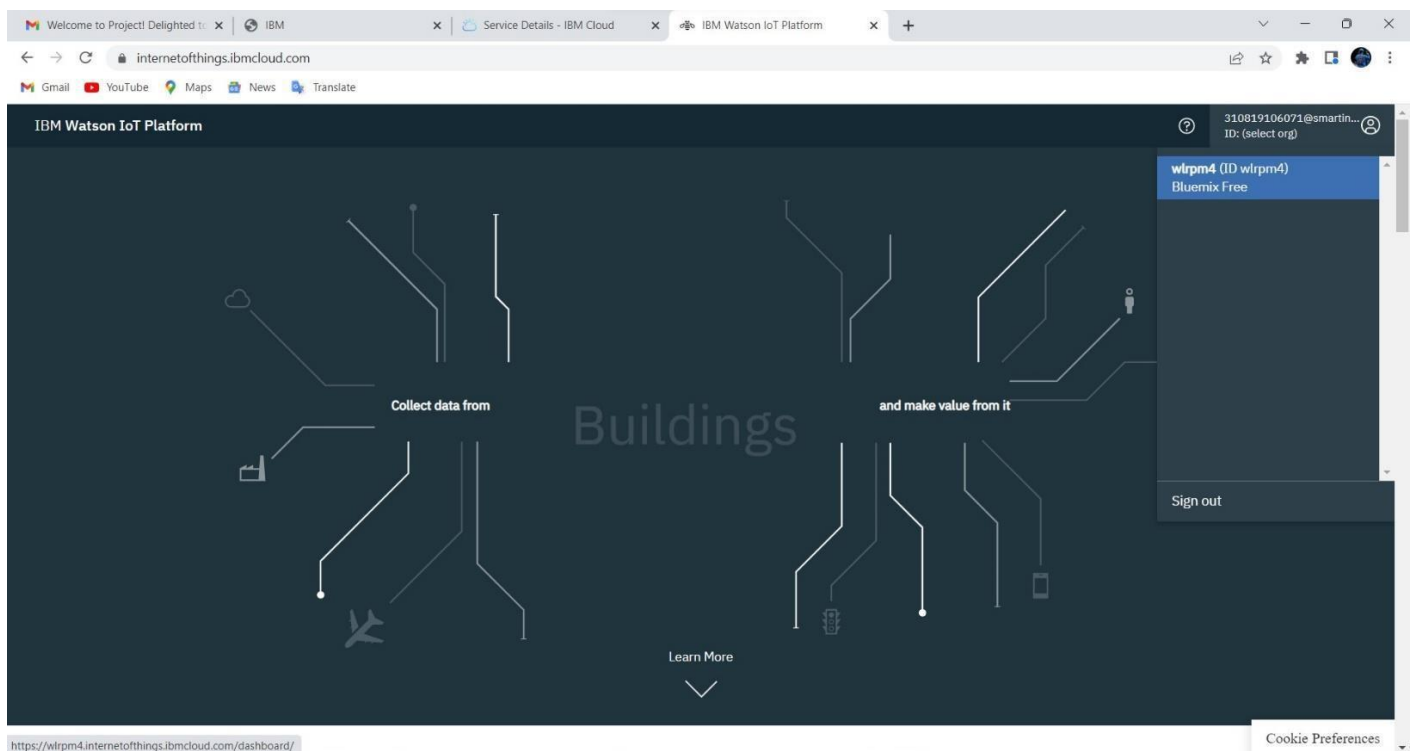 Welcome to Project! Delighted to
IBM
Service Details - IBM Cloud
IBM Watson IoT Platform
internetofthings.ibmcloud.com
Gmail
YouTube
Maps
News
Translate
IBM Watson IoT Platform
310819106071@smartin...
ID: (select org)
wlrpm4 (ID wlrpm4)
Bluemix Free
Collect data from
Buildings
and make value from it
Sign out
Learn More
Cookie Preferences
https://wlrpm4.internetofthings.ibmcloud.com/dashboard/